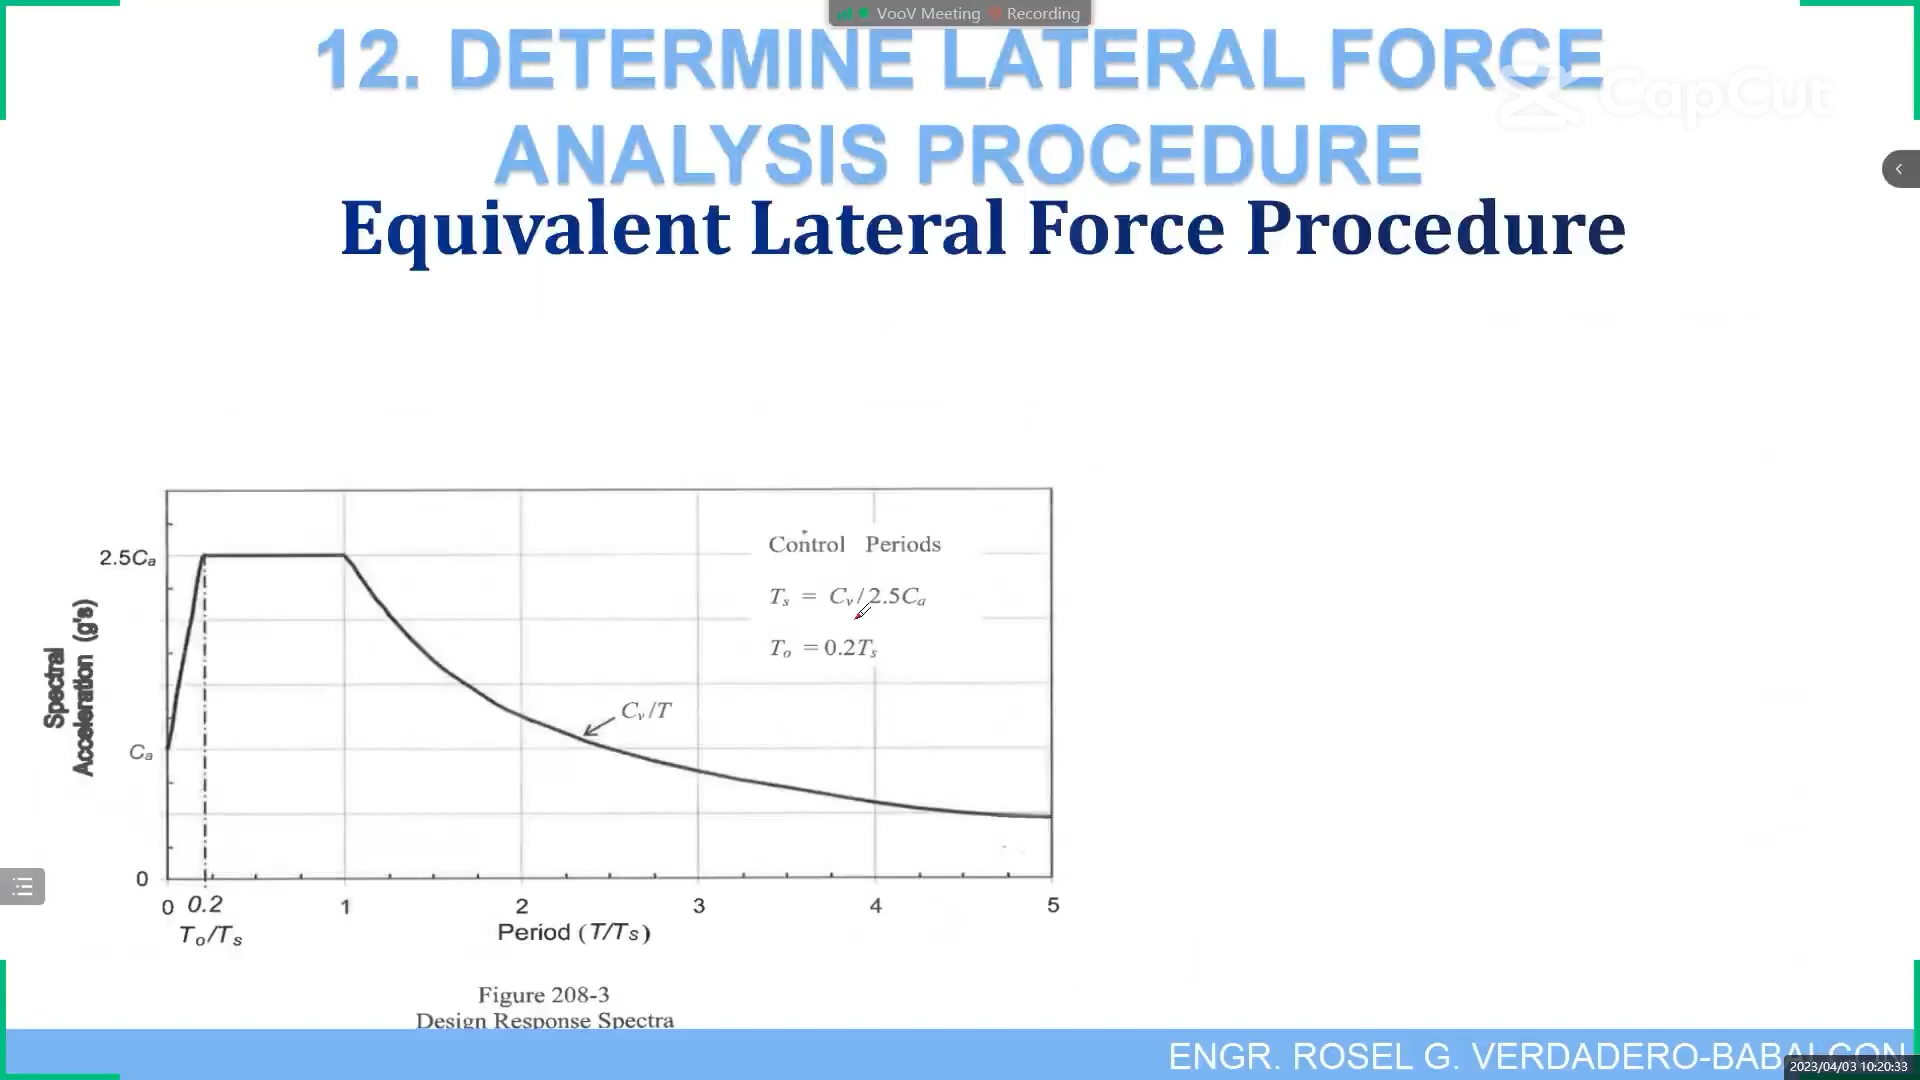 VooV Meeting Recording
12. DETERMINE LATERAL FORCE
CapCut
ANALYSIS PROCEDURE
Equivalent Lateral Force Procedure
Control Periods
2.5Ca
Ts = Cv/2.5Ca
To = 0.2Ts
Spectral
Acceleration (g's)
Cv/T
Ca
0
0 0.2 1 2 3 4 5
To/Ts
Period (T/Ts)
Figure 208-3
Design Response Spectra
ENGR. ROSEL G. VERDADERO-BABALCON
2023/04/03 10:20:33